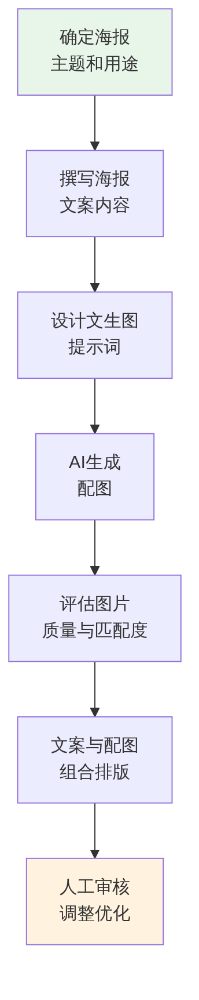 确定海报
主题和用途
撰写海报
文案内容
设计文生图
提示词
AI生成
配图
评估图片
质量与匹配度
文案与配图
组合排版
人工审核
调整优化